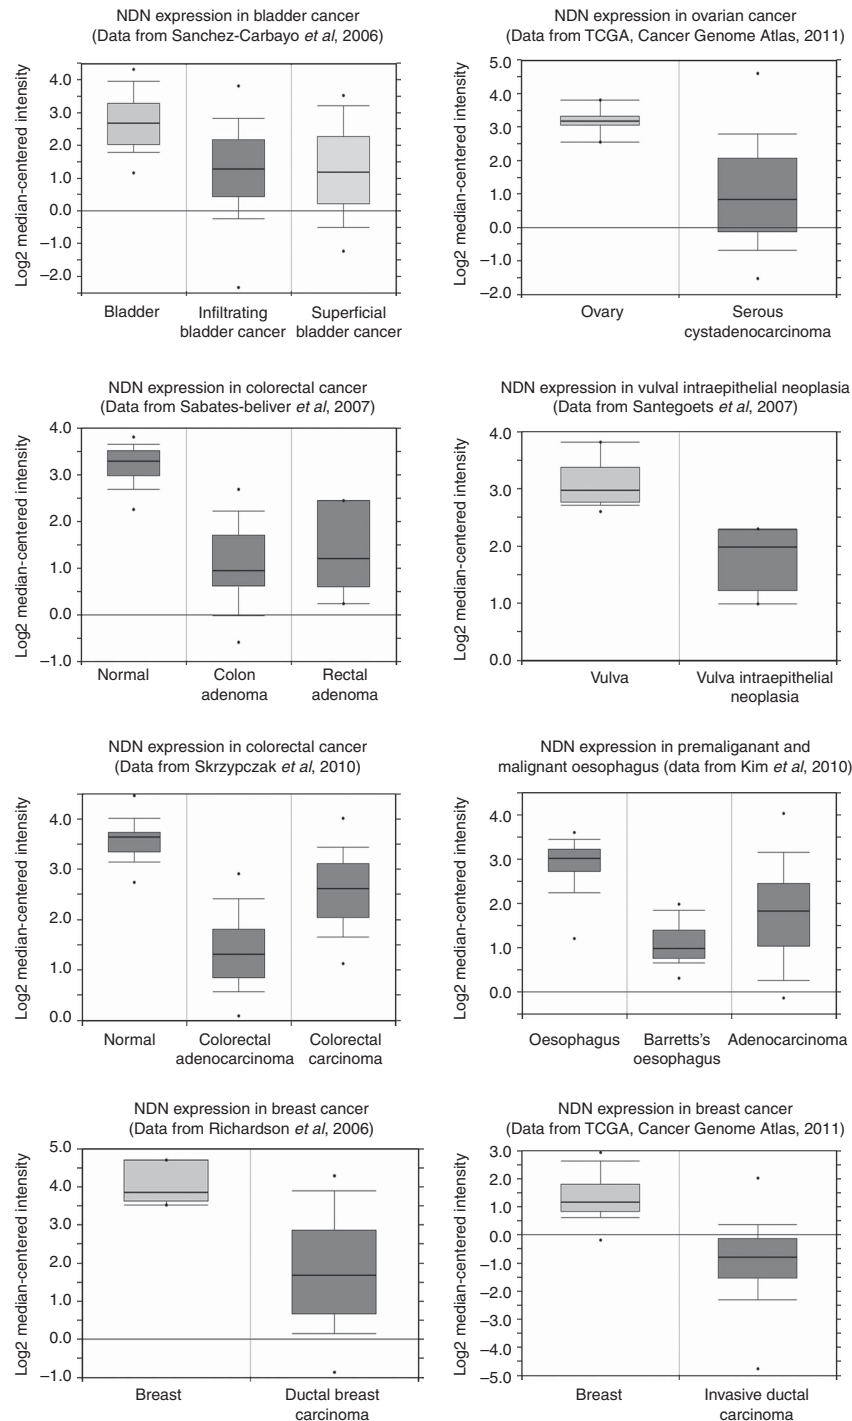 NDN expression in bladder cancer
(Data from Sanchez-Carbayo et al, 2006)
Log2 median-centered intensity
4.0
3.0
2.0
1.0
0.0
–1.0
–2.0
Bladder
Infiltrating
bladder cancer
Superficial
bladder cancer
NDN expression in ovarian cancer
(Data from TCGA, Cancer Genome Atlas, 2011)
Log2 median-centered intensity
5.0
4.0
3.0
2.0
1.0
0.0
–1.0
–2.0
Ovary
Serous
cystadenocarcinoma
NDN expression in colorectal cancer
(Data from Sabates-beliver et al, 2007)
Log2 median-centered intensity
4.0
3.0
2.0
1.0
0.0
–1.0
Normal
Colon
adenoma
Rectal
adenoma
NDN expression in vulval intraepithelial neoplasia
(Data from Santegoets et al, 2007)
Log2 median-centered intensity
4.0
3.0
2.0
1.0
0.0
Vulva
Vulva intraepithelial
neoplasia
NDN expression in colorectal cancer
(Data from Skrzypczak et al, 2010)
Log2 median-centered intensity
4.0
3.0
2.0
1.0
0.0
Normal
Colorectal
adenocarcinoma
Colorectal
carcinoma
NDN expression in premaliganant and
malignant oesophagus (data from Kim et al, 2010)
Log2 median-centered intensity
4.0
3.0
2.0
1.0
0.0
Oesophagus
Barretts's
oesophagus
Adenocarcinoma
NDN expression in breast cancer
(Data from Richardson et al, 2006)
Log2 median-centered intensity
5.0
4.0
3.0
2.0
1.0
0.0
–1.0
Breast
Ductal breast
carcinoma
NDN expression in breast cancer
(Data from TCGA, Cancer Genome Atlas, 2011)
Log2 median-centered intensity
3.0
2.0
1.0
0.0
–1.0
–2.0
–3.0
–4.0
–5.0
Breast
Invasive ductal
carcinoma